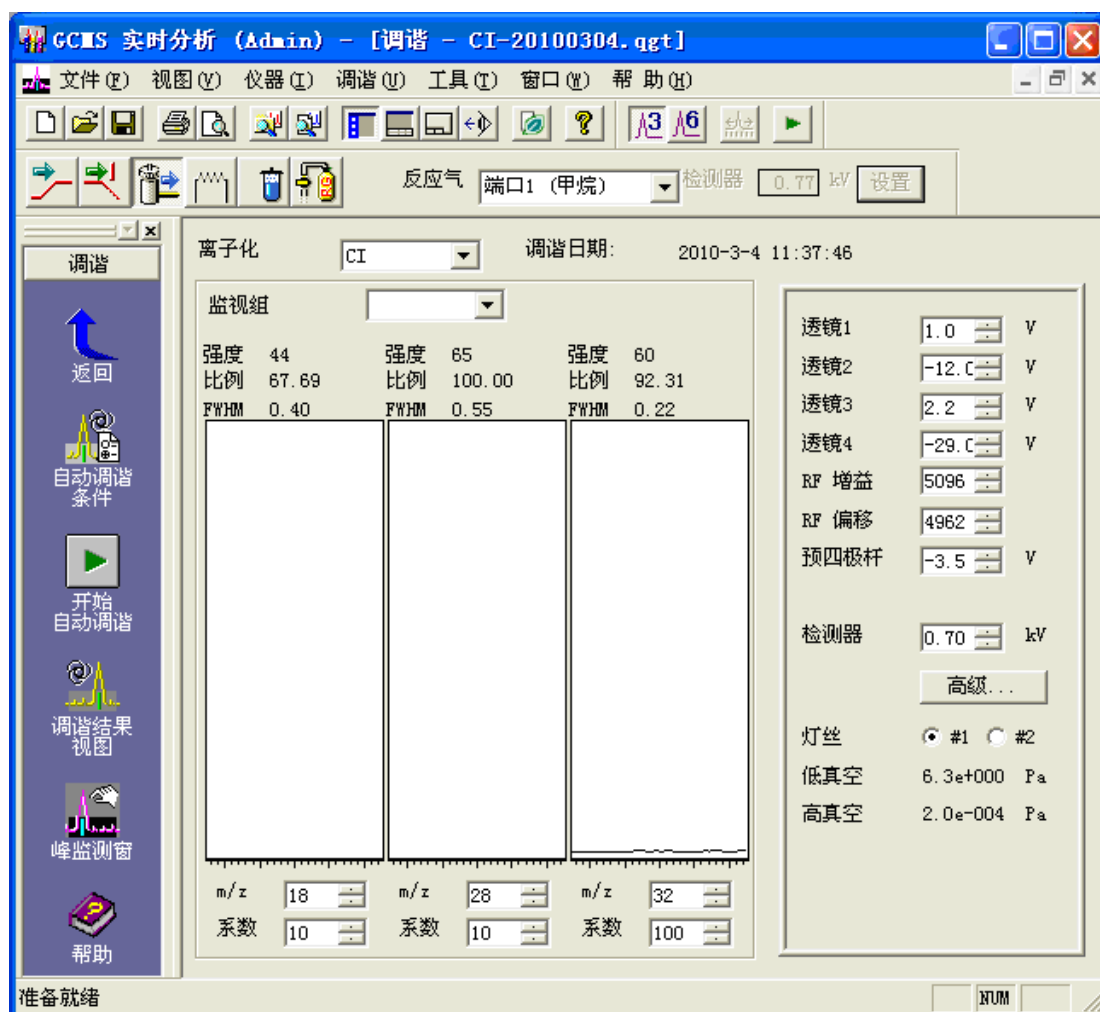 GCMS 实时分析 (Admin) - [调谐 - CI-20100304.qgt]
文件(F) 视图(V) 仪器(I) 调谐(U) 工具(T) 窗口(W) 帮 助(H)
反应气 端口1 (甲烷) 检测器 0.77 kV 设置
调谐
返回
自动调谐
条件
开始
自动调谐
调谐结果
视图
峰监测窗
帮助
离子化 CI 调谐日期: 2010-3-4 11:37:46
监视组
强度 44 强度 65 强度 60
比例 67.69 比例 100.00 比例 92.31
FWHM 0.40 FWHM 0.55 FWHM 0.22
m/z 18 m/z 28 m/z 32
系数 10 系数 10 系数 100
透镜1 1.0 V
透镜2 -12.0 V
透镜3 2.2 V
透镜4 -29.0 V
RF 增益 5096
RF 偏移 4962
预四极杆 -3.5 V
检测器 0.70 kV
高级...
灯丝 #1 #2
低真空 6.3e+000 Pa
高真空 2.0e-004 Pa
准备就绪 NUM